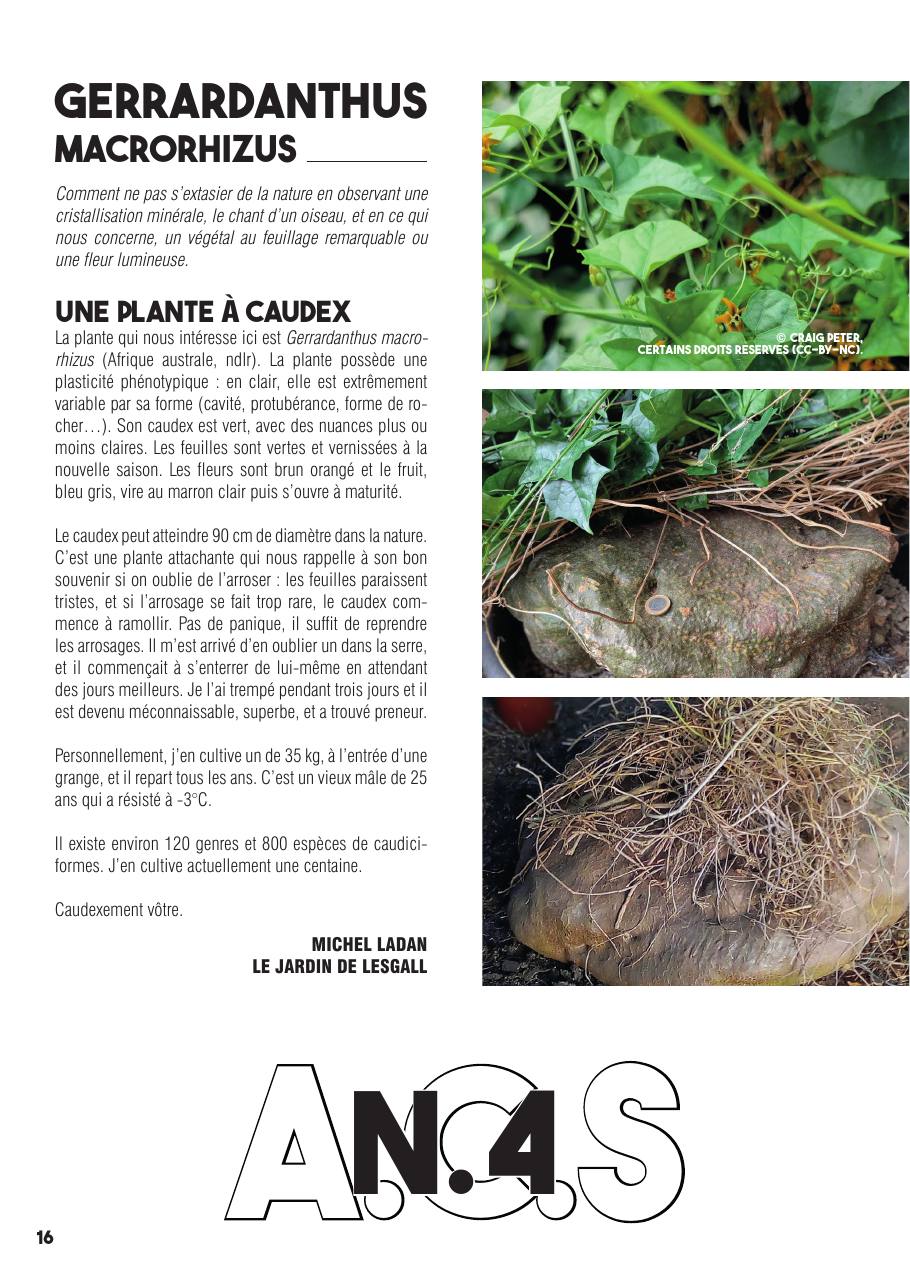 GERRARDANTHUS
MACRORHIZUS
Comment ne pas s'extasier de la nature en observant une
cristallisation minérale, le chant d'un oiseau, et en ce qui
nous concerne, un végétal au feuillage remarquable ou
une fleur lumineuse.
UNE PLANTE À CAUDEX
La plante qui nous intéresse ici est Gerrardanthus macro-
rhizus (Afrique australe, ndlr). La plante possède une
plasticité phénotypique : en clair, elle est extrêmement
variable par sa forme (cavité, protubérance, forme de ro-
cher…). Son caudex est vert, avec des nuances plus ou
moins claires. Les feuilles sont vertes et vernissées à la
nouvelle saison. Les fleurs sont brun orangé et le fruit,
bleu gris, vire au marron clair puis s'ouvre à maturité.
Le caudex peut atteindre 90 cm de diamètre dans la nature.
C'est une plante attachante qui nous rappelle à son bon
souvenir si on oublie de l'arroser : les feuilles paraissent
tristes, et si l'arrosage se fait trop rare, le caudex com-
mence à ramollir. Pas de panique, il suffit de reprendre
les arrosages. Il m'est arrivé d'en oublier un dans la serre,
et il commençait à s'enterrer de lui-même en attendant
des jours meilleurs. Je l'ai trempé pendant trois jours et il
est devenu méconnaissable, superbe, et a trouvé preneur.
Personnellement, j'en cultive un de 35 kg, à l'entrée d'une
grange, et il repart tous les ans. C'est un vieux mâle de 25
ans qui a résisté à -3°C.
Il existe environ 120 genres et 800 espèces de caudici-
formes. J'en cultive actuellement une centaine.
Caudexement vôtre.
MICHEL LADAN
LE JARDIN DE LESGALL
© CRAIG PETER,
CERTAINS DROITS RESERVÉS (CC-BY-NC).
A.C.S
N.4
16